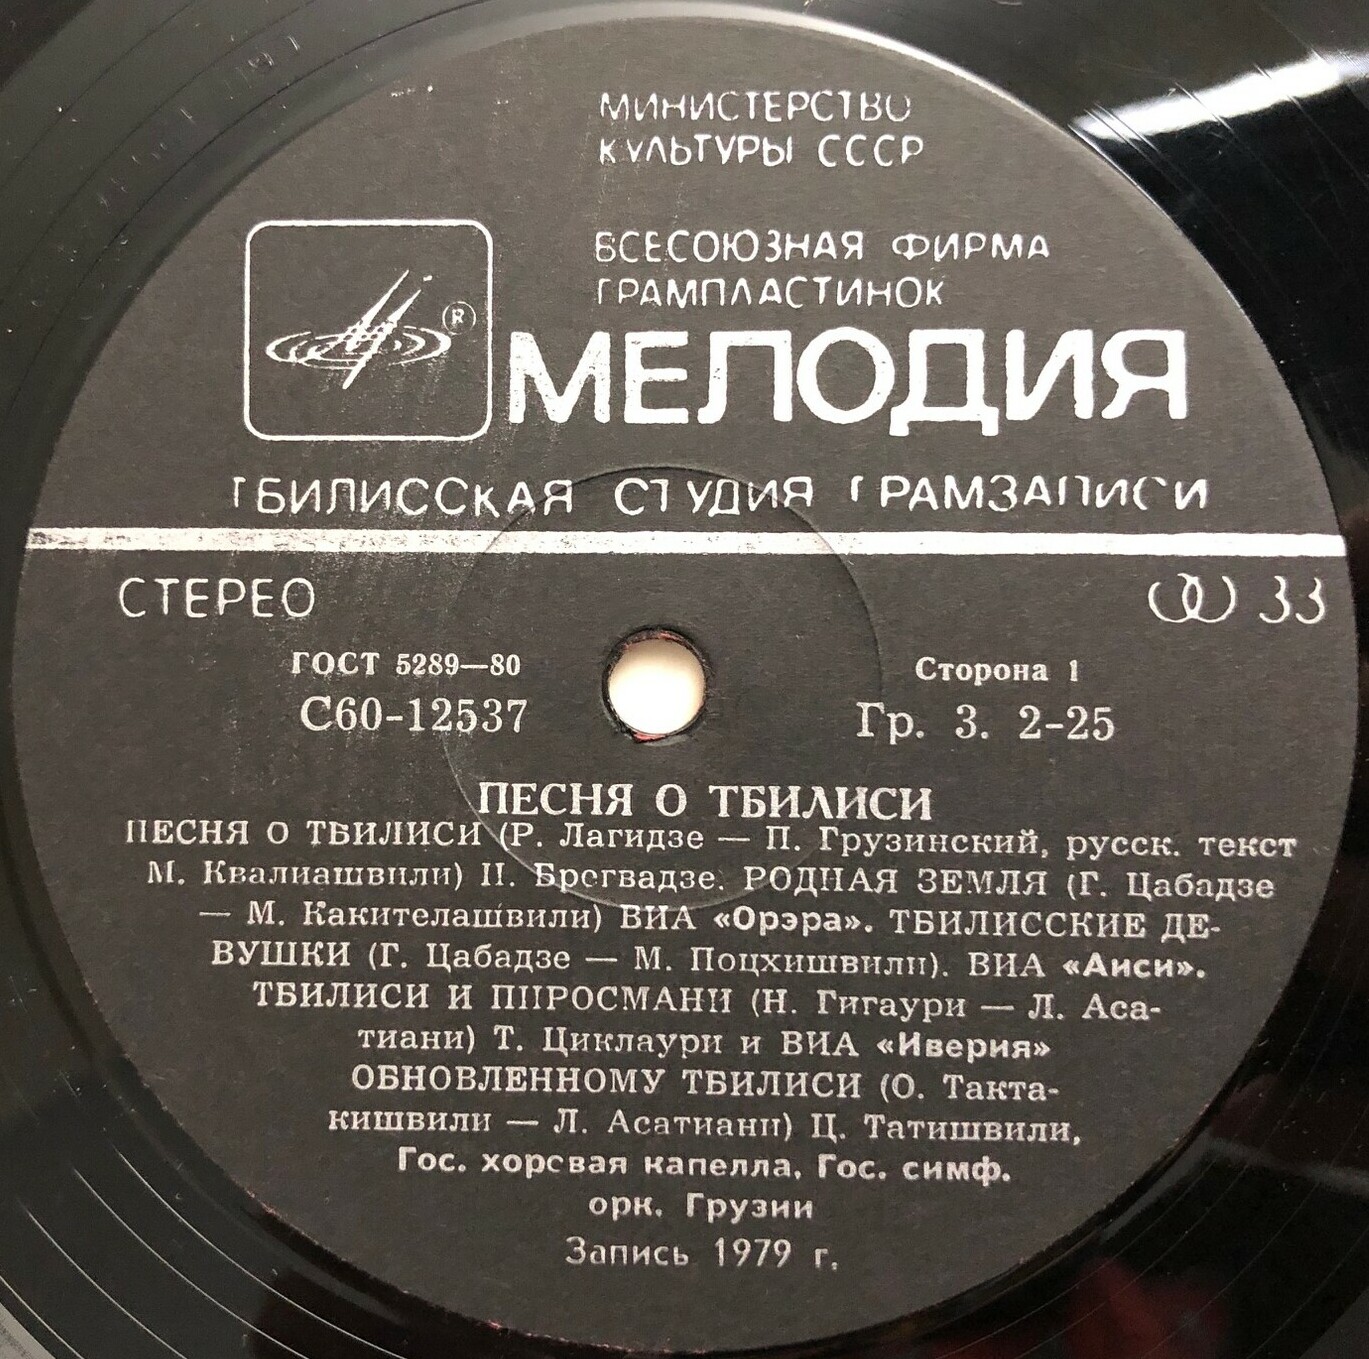 МИНИСТЕРСТВО
КУЛЬТУРЫ СССР
ВСЕСОЮЗНАЯ ФИРМА
ГРАМПЛАСТИНОК
®
МЕЛОДИЯ
ТБИЛИССКАЯ СТУДИЯ ГРАМЗАПИСИ
СТЕРЕО
33
ГОСТ 5289—80
Сторона 1
С60-12537
Гр. 3. 2-25
ПЕСНЯ О ТБИЛИСИ
ПЕСНЯ О ТБИЛИСИ (Р. Лагидзе — П. Грузинский, русск. текст
М. Квалиашвили) Н. Брегвадзе. РОДНАЯ ЗЕМЛЯ (Г. Цабадзе
— М. Какителашвили) ВИА «Орэра». ТБИЛИССКИЕ ДЕ-
ВУШКИ (Г. Цабадзе — М. Поцхишвили). ВИА «Аиси».
ТБИЛИСИ И ПИРОСМАНИ (Н. Гигаури — Л. Аса-
тиани) Т. Циклаури и ВИА «Иверия»
ОБНОВЛЕННОМУ ТБИЛИСИ (О. Такта-
кишвили — Л. Асатиани) Ц. Татишвили,
Гос. хоровая капелла, Гос. симф.
орк. Грузии
Запись 1979 г.